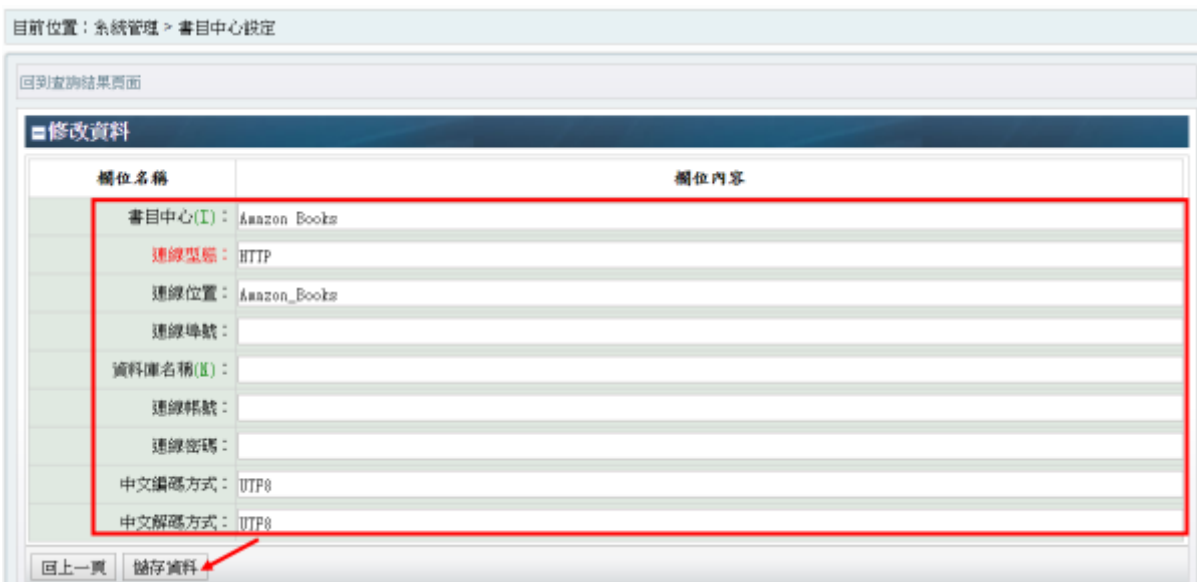 目前位置：系統管理 > 書目中心設定
回到查詢結果頁面
修改資料
欄位名稱 欄位內容
書目中心(I)： Amazon Books
連線型態： HTTP
連線位置： Amazon_Books
連線埠號：
資料庫名稱(N)：
連線帳號：
連線密碼：
中文編碼方式： UTF8
中文解碼方式： UTF8
回上一頁 儲存資料